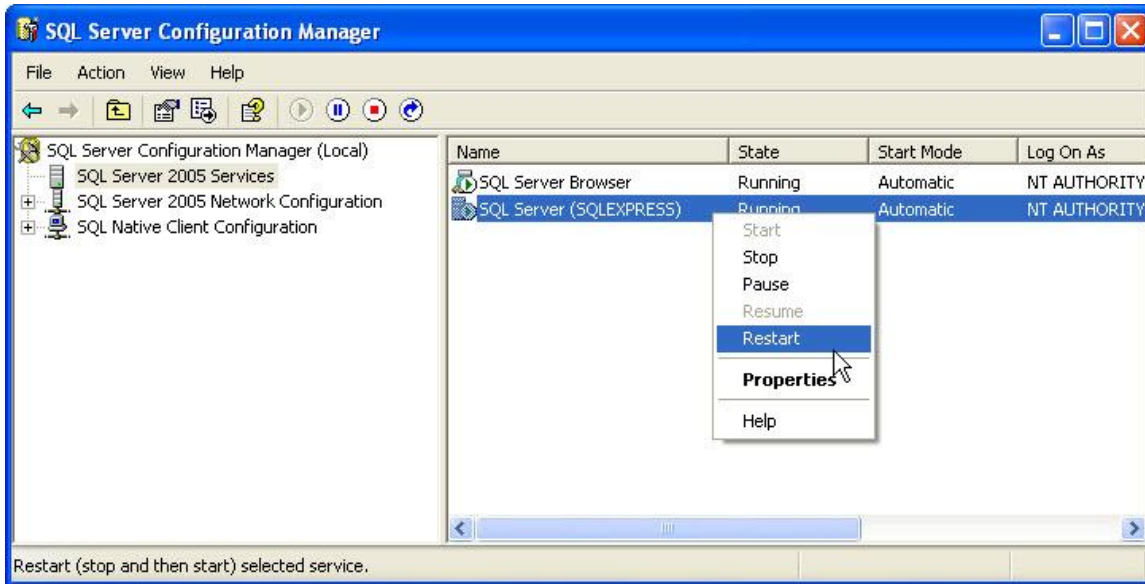 SQL Server Configuration Manager
File Action View Help
SQL Server Configuration Manager (Local)
SQL Server 2005 Services
SQL Server 2005 Network Configuration
SQL Native Client Configuration
Name State Start Mode Log On As
SQL Server Browser Running Automatic NT AUTHORITY
SQL Server (SQLEXPRESS) Running Automatic NT AUTHORITY
Start
Stop
Pause
Resume
Restart
Properties
Help
Restart (stop and then start) selected service.